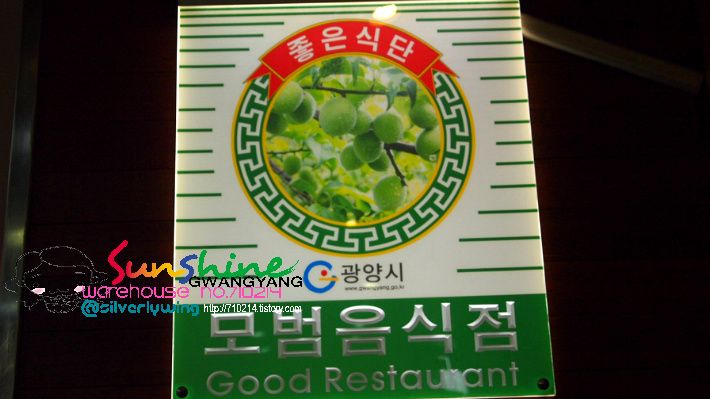 좋은식단
Sunshine
GWANGYANG
광양시
www.gwangyang.go.kr
warehouse no.710214
@silverlywing http://710214.tistory.com
모범음식점
Good Restaurant